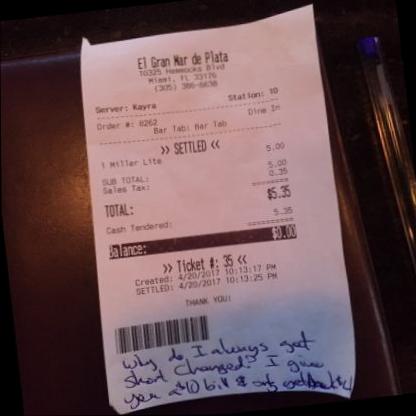 El Gran Mar de Plata
10325 Hammocks Blvd
Miami, FL 33176
(305) 386-6630
Server: Kayra Station: 10
Order #: 8262 Dine In
Bar Tab: Bar Tab
>> SETTLED <<
1 Miller Lite 5.00
SUB TOTAL: 5.00
Sales Tax: 0.35
TOTAL: $5.35
Cash Tendered: 5.35
Balance: $0.00
>> Ticket #: 35 <<
Created: 4/20/2017 10:13:17 PM
SETTLED: 4/20/2017 10:13:25 PM
THANK YOU!
Why do I always get
short changed? I give
you a $10 bill & only get back $4